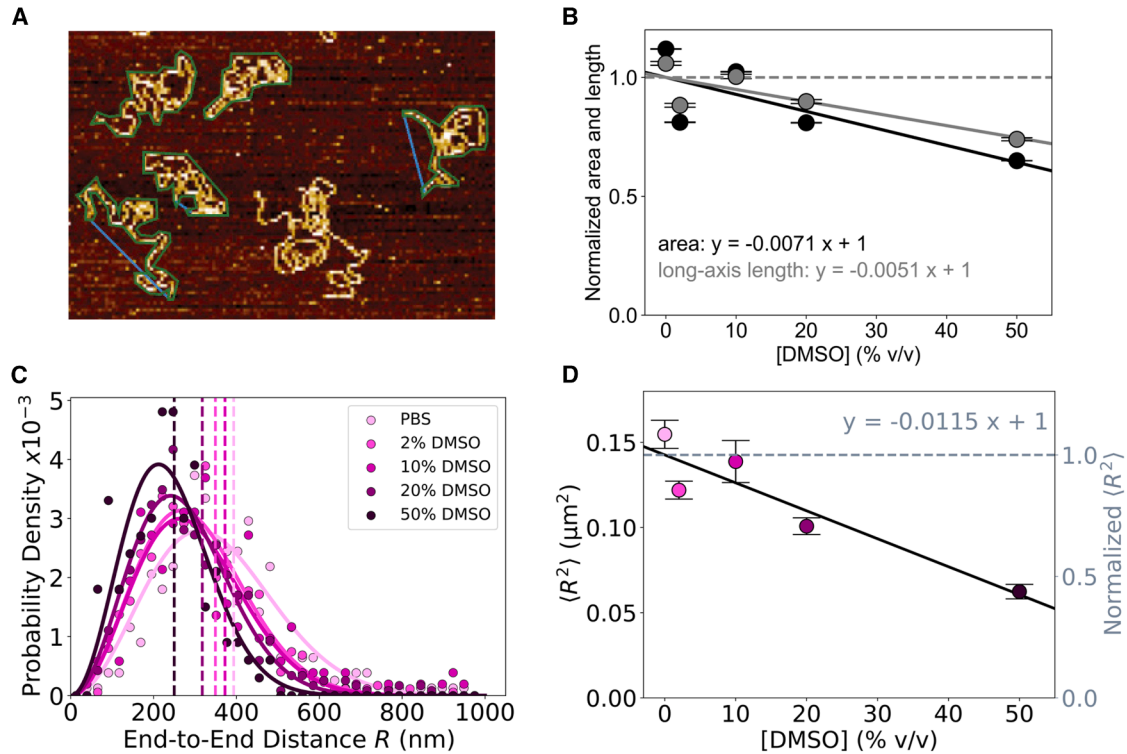 A
B
Normalized area and length
1.0
0.5
0.0
area: y = -0.0071 x + 1
long-axis length: y = -0.0051 x + 1
0 10 20 30 40 50
[DMSO] (% v/v)
C
Probability Density x10⁻³
5
4
3
2
1
0
PBS
2% DMSO
10% DMSO
20% DMSO
50% DMSO
0 200 400 600 800 1000
End-to-End Distance R (nm)
D
⟨R²⟩ (μm²)
0.15
0.10
0.05
0.00
y = -0.0115 x + 1
1.0
0.5
0.0
Normalized ⟨R²⟩
0 10 20 30 40 50
[DMSO] (% v/v)